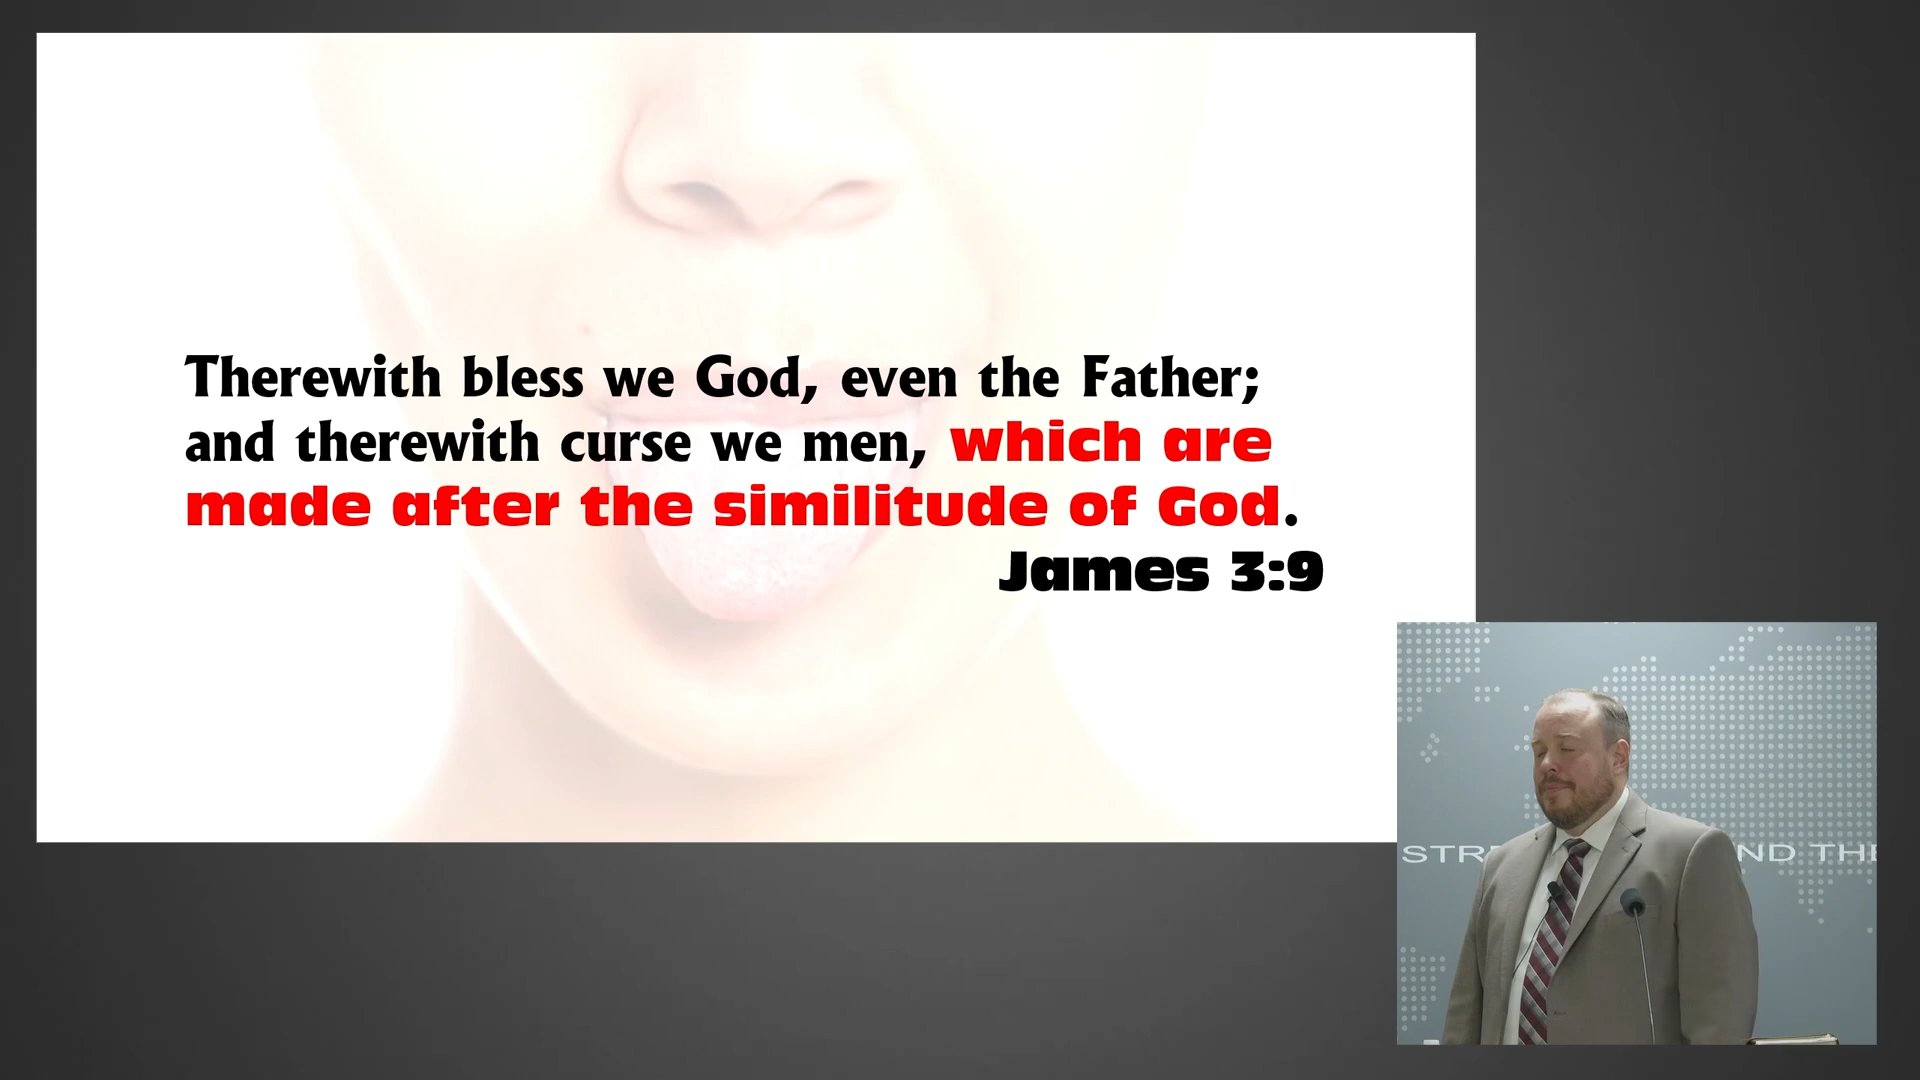 Therewith bless we God, even the Father;
and therewith curse we men, which are
made after the similitude of God.
James 3:9